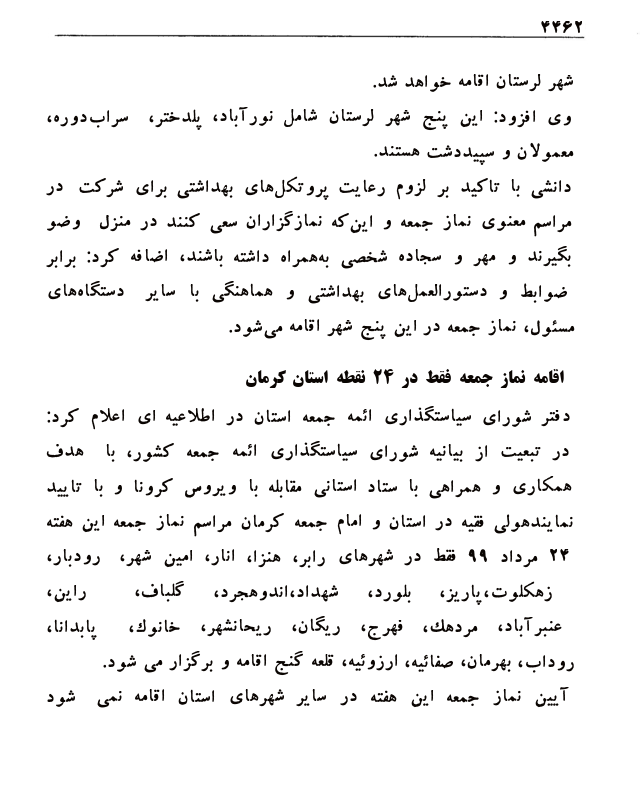 ۴۴۶۲
شهر لرستان اقامه خواهد شد.
وی افزود: این پنج شهر لرستان شامل نورآباد، پلدختر، سراب‌دوره،
معمولان و سپیددشت هستند.
دانشی با تاکید بر لزوم رعایت پروتکل‌های بهداشتی برای شرکت در
مراسم معنوی نماز جمعه و این‌که نمازگزاران سعی کنند در منزل وضو
بگیرند و مهر و سجاده شخصی به‌همراه داشته باشند، اضافه کرد: برابر
ضوابط و دستورالعمل‌های بهداشتی و هماهنگی با سایر دستگاه‌های
مسئول، نماز جمعه در این پنج شهر اقامه می‌شود.
اقامه نماز جمعه فقط در ۲۴ نقطه استان کرمان
دفتر شورای سیاستگذاری ائمه جمعه استان در اطلاعیه ای اعلام کرد:
در تبعیت از بیانیه شورای سیاستگذاری ائمه جمعه کشور، با هدف
همکاری و همراهی با ستاد استانی مقابله با ویروس کرونا و با تایید
نماینده‌ولی فقیه در استان و امام جمعه کرمان مراسم نماز جمعه این هفته
۲۴ مرداد ۹۹ فقط در شهرهای رابر، هنزا، انار، امین شهر، رودبار،
زهکلوت،پاریز، بلورد، شهداد،اندوهجرد، گلباف، راین،
عنبرآباد، مردهك، فهرج، ریگان، ریحانشهر، خانوك، پابدانا،
روداب، بهرمان، صفائیه، ارزوئیه، قلعه گنج اقامه و برگزار می شود.
آیین نماز جمعه این هفته در سایر شهرهای استان اقامه نمی شود